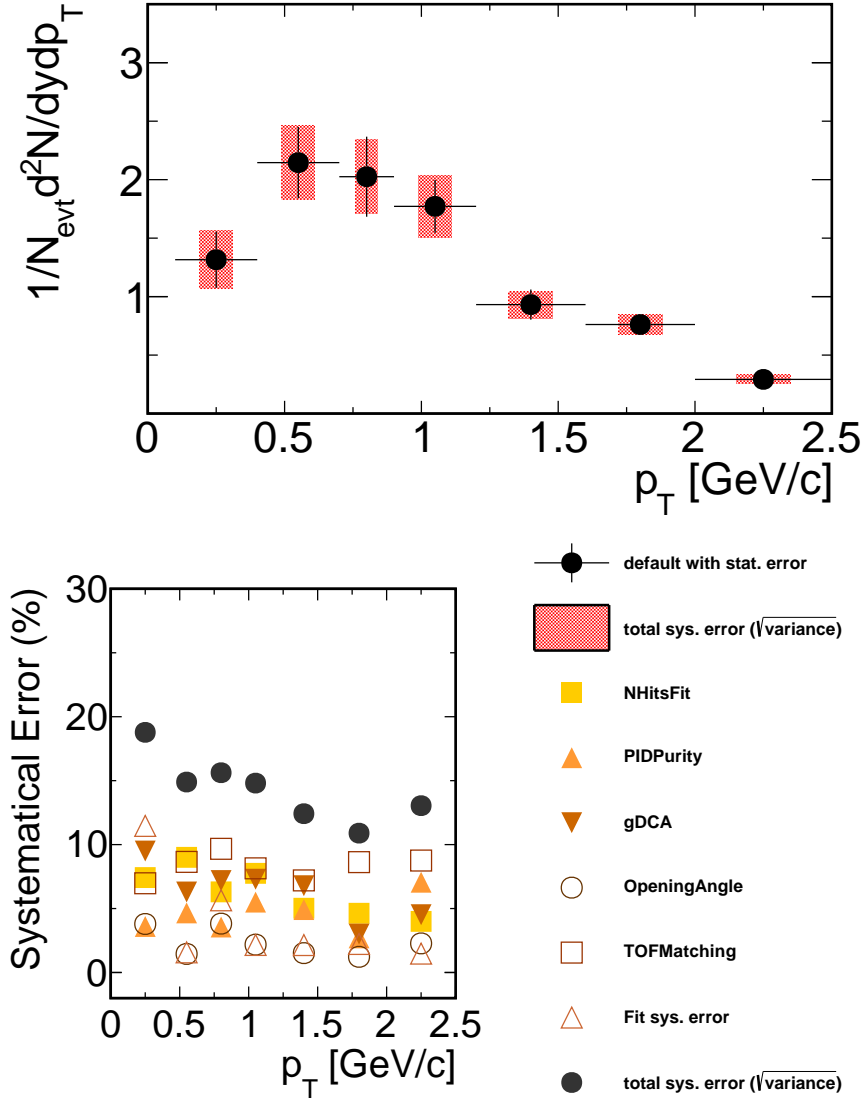 1/N_evt d²N/dydp_T
3
2
1
0 0.5 1 1.5 2 2.5
p_T [GeV/c]
Systematical Error (%)
30
20
10
0
0 0.5 1 1.5 2 2.5
p_T [GeV/c]
default with stat. error
total sys. error (√variance)
NHitsFit
PIDPurity
gDCA
OpeningAngle
TOFMatching
Fit sys. error
total sys. error (√variance)